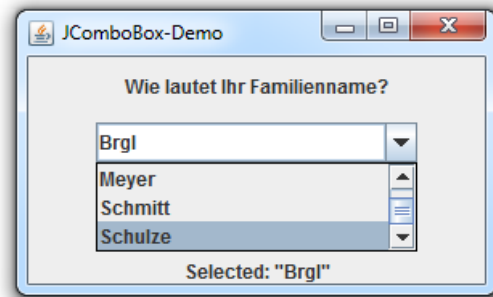 JComboBox-Demo
Wie lautet Ihr Familienname?
Brgl
Meyer
Schmitt
Schulze
Selected: "Brgl"